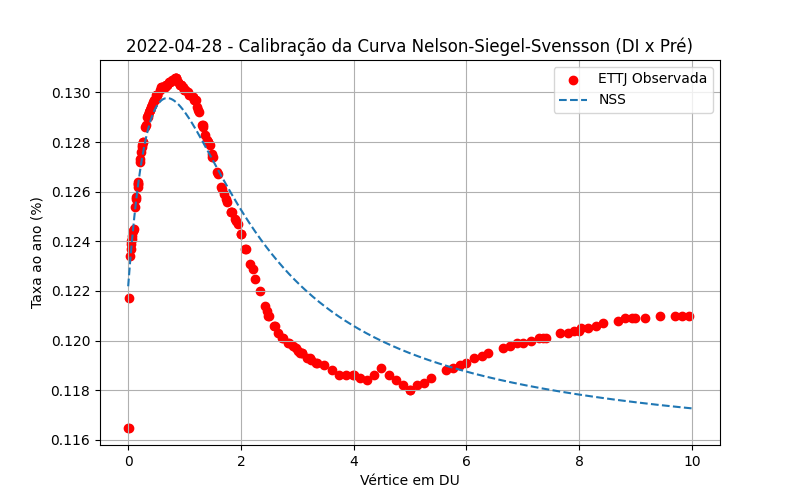 2022-04-28 - Calibração da Curva Nelson-Siegel-Svensson (DI x Pré)
ETTJ Observada
NSS
Taxa ao ano (%)
0.130
0.128
0.126
0.124
0.122
0.120
0.118
0.116
0
2
4
6
8
10
Vértice em DU